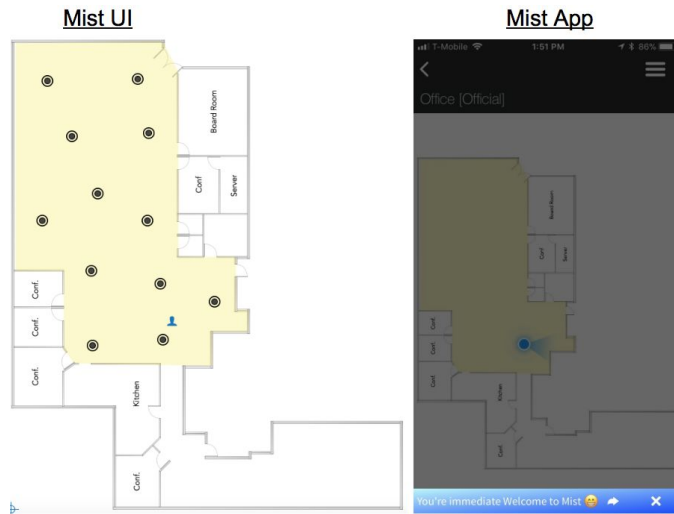 Mist UI
Mist App
T-Mobile 1:51 PM 86%
Office [Official]
Board Room
Conf
Server
Conf.
Conf.
Conf.
Kitchen
Conf.
Board Room
Conf
Server
Conf.
Conf.
Conf.
Kitchen
Conf.
You're immediate Welcome to Mist 😁